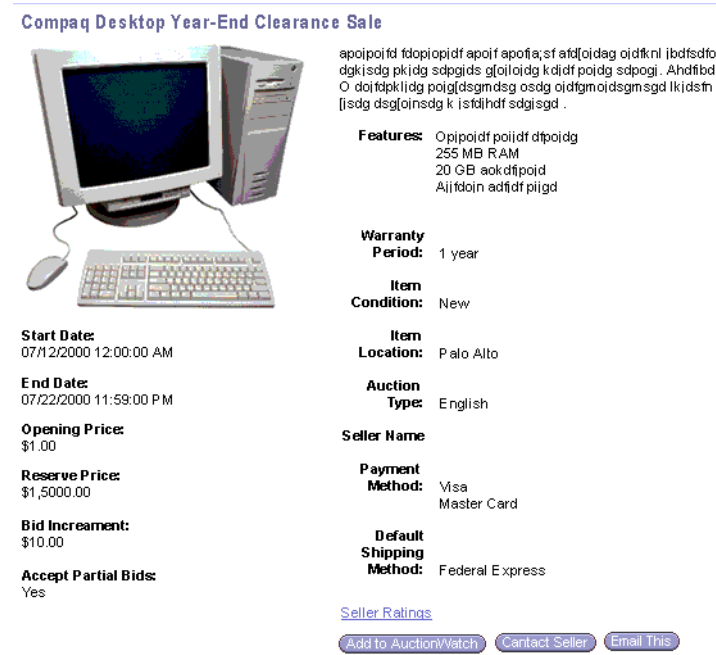 Compaq Desktop Year-End Clearance Sale
apojpojfd fdopjopjdf apojf apofja;sf afd[ojdag ojdfknl jbdfsdfo
dgkjsdg pkjdg sdpgjds g[ojlojdg kdjdf pojdg sdpogj. Ahdfibd
O dojfdpkljdg pojg[dsgmdsg osdg ojdfgmojdsgmsgd lkjdsfn
[jsdg dsg[ojnsdg k jsfdjhdf sdgjsgd .
Features: Opjpojdf pojjdf dfpojdg
255 MB RAM
20 GB aokdfjpojd
Ajjfdojn adfjdf pjjgd
Warranty
Period: 1 year
Item
Condition: New
Item
Location: Palo Alto
Auction
Type: English
Seller Name
Payment
Method: Visa
Master Card
Default
Shipping
Method: Federal Express
Seller Ratings
Add to AuctionWatch Cantact Seller Email This
Start Date:
07/12/2000 12:00:00 AM
End Date:
07/22/2000 11:59:00 PM
Opening Price:
$1.00
Reserve Price:
$1,5000.00
Bid Increament:
$10.00
Accept Partial Bids:
Yes